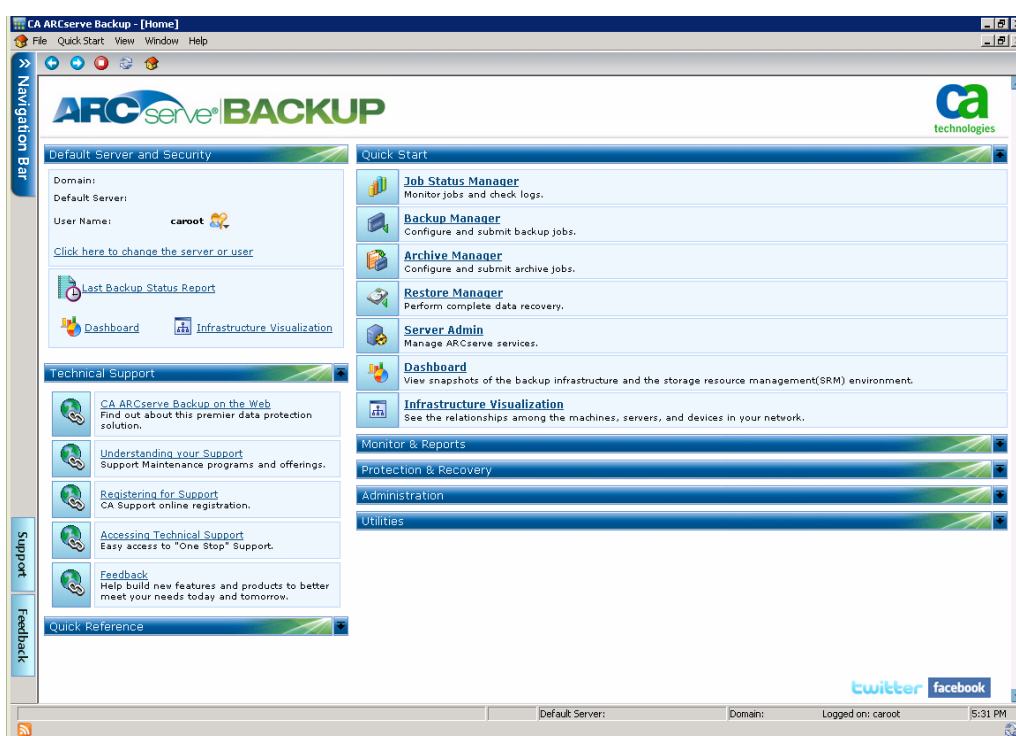 CA ARCserve Backup - [Home]
File Quick Start View Window Help
Navigation Bar
ARCserve® BACKUP
ca
technologies
Default Server and Security
Domain:
Default Server:
User Name: caroot
Click here to change the server or user
Last Backup Status Report
Dashboard Infrastructure Visualization
Technical Support
CA ARCserve Backup on the Web
Find out about this premier data protection
solution.
Understanding your Support
Support Maintenance programs and offerings.
Registering for Support
CA Support online registration.
Accessing Technical Support
Easy access to "One Stop" Support.
Feedback
Help build new features and products to better
meet your needs today and tomorrow.
Quick Reference
Quick Start
Job Status Manager
Monitor jobs and check logs.
Backup Manager
Configure and submit backup jobs.
Archive Manager
Configure and submit archive jobs.
Restore Manager
Perform complete data recovery.
Server Admin
Manage ARCserve services.
Dashboard
View snapshots of the backup infrastructure and the storage resource management(SRM) environment.
Infrastructure Visualization
See the relationships among the machines, servers, and devices in your network.
Monitor & Reports
Protection & Recovery
Administration
Utilities
Support
Feedback
twitter facebook
Default Server: Domain: Logged on: caroot 5:31 PM